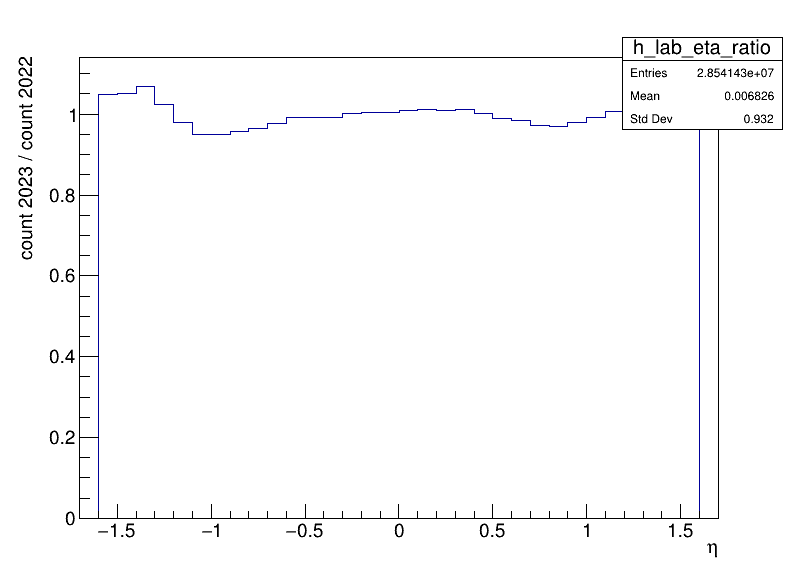 h_lab_eta_ratio
Entries 2.854143e+07
Mean 0.006826
Std Dev 0.932
count 2023 / count 2022
1
0.8
0.6
0.4
0.2
0
−1.5 −1 −0.5 0 0.5 1 1.5
η